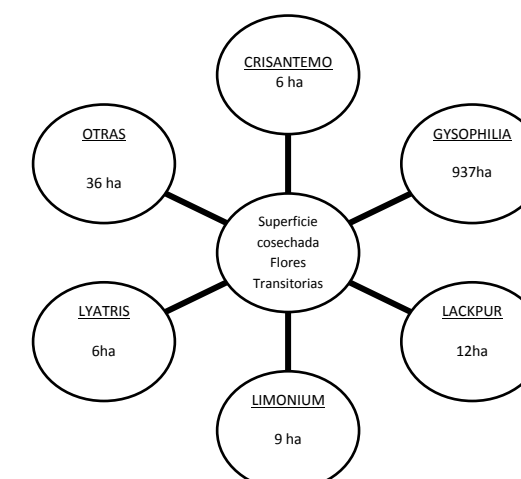 CRISANTEMO
6 ha
OTRAS
36 ha
GYSOPHILIA
937ha
Superficie
cosechada
Flores
Transitorias
LYATRIS
6ha
LACKPUR
12ha
LIMONIUM
9 ha